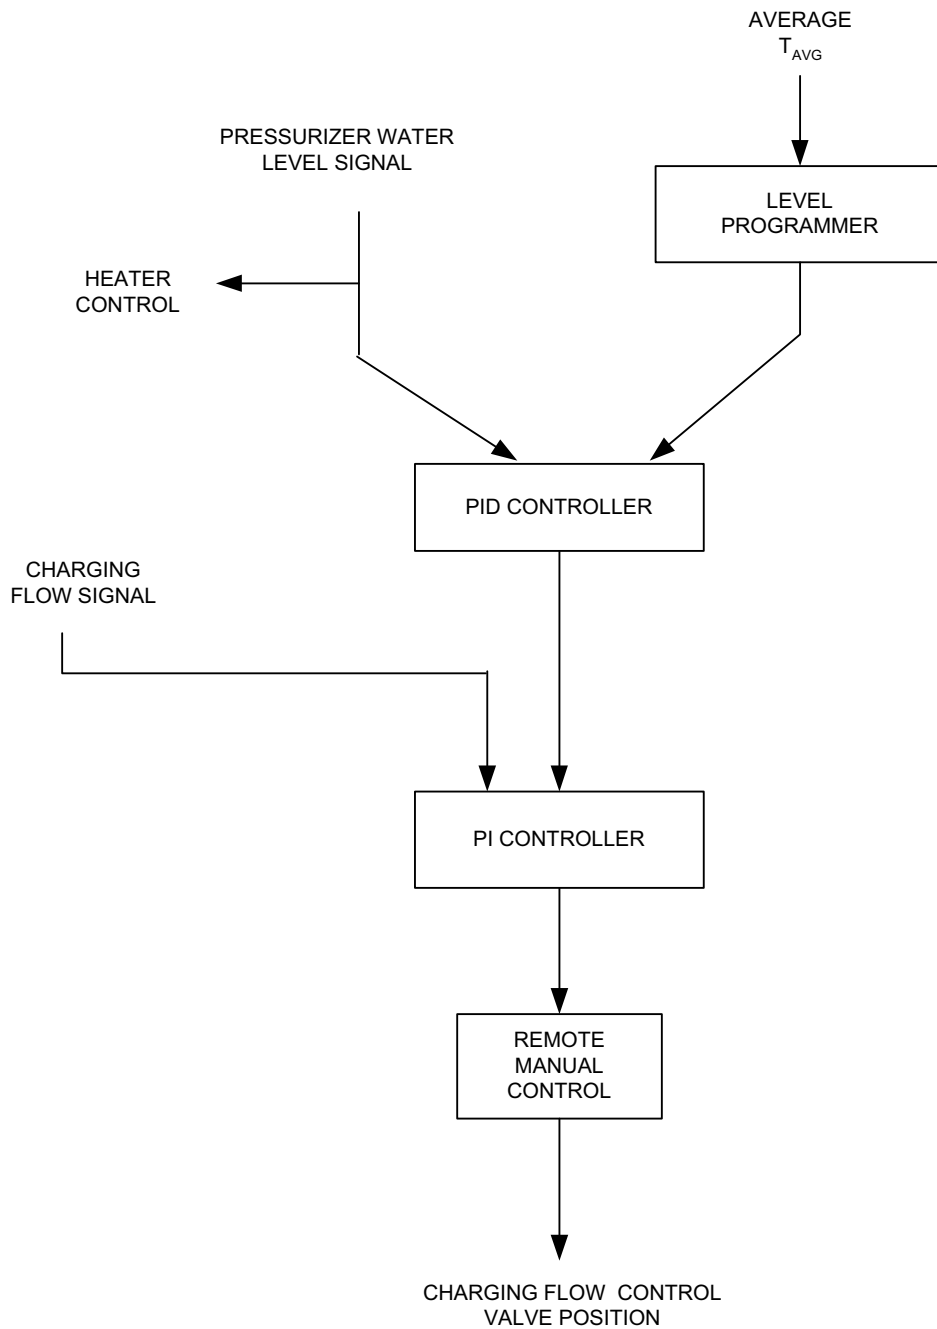 AVERAGE
T_AVG
PRESSURIZER WATER
LEVEL SIGNAL
LEVEL
PROGRAMMER
HEATER
CONTROL
PID CONTROLLER
CHARGING
FLOW SIGNAL
PI CONTROLLER
REMOTE
MANUAL
CONTROL
CHARGING FLOW CONTROL
VALVE POSITION